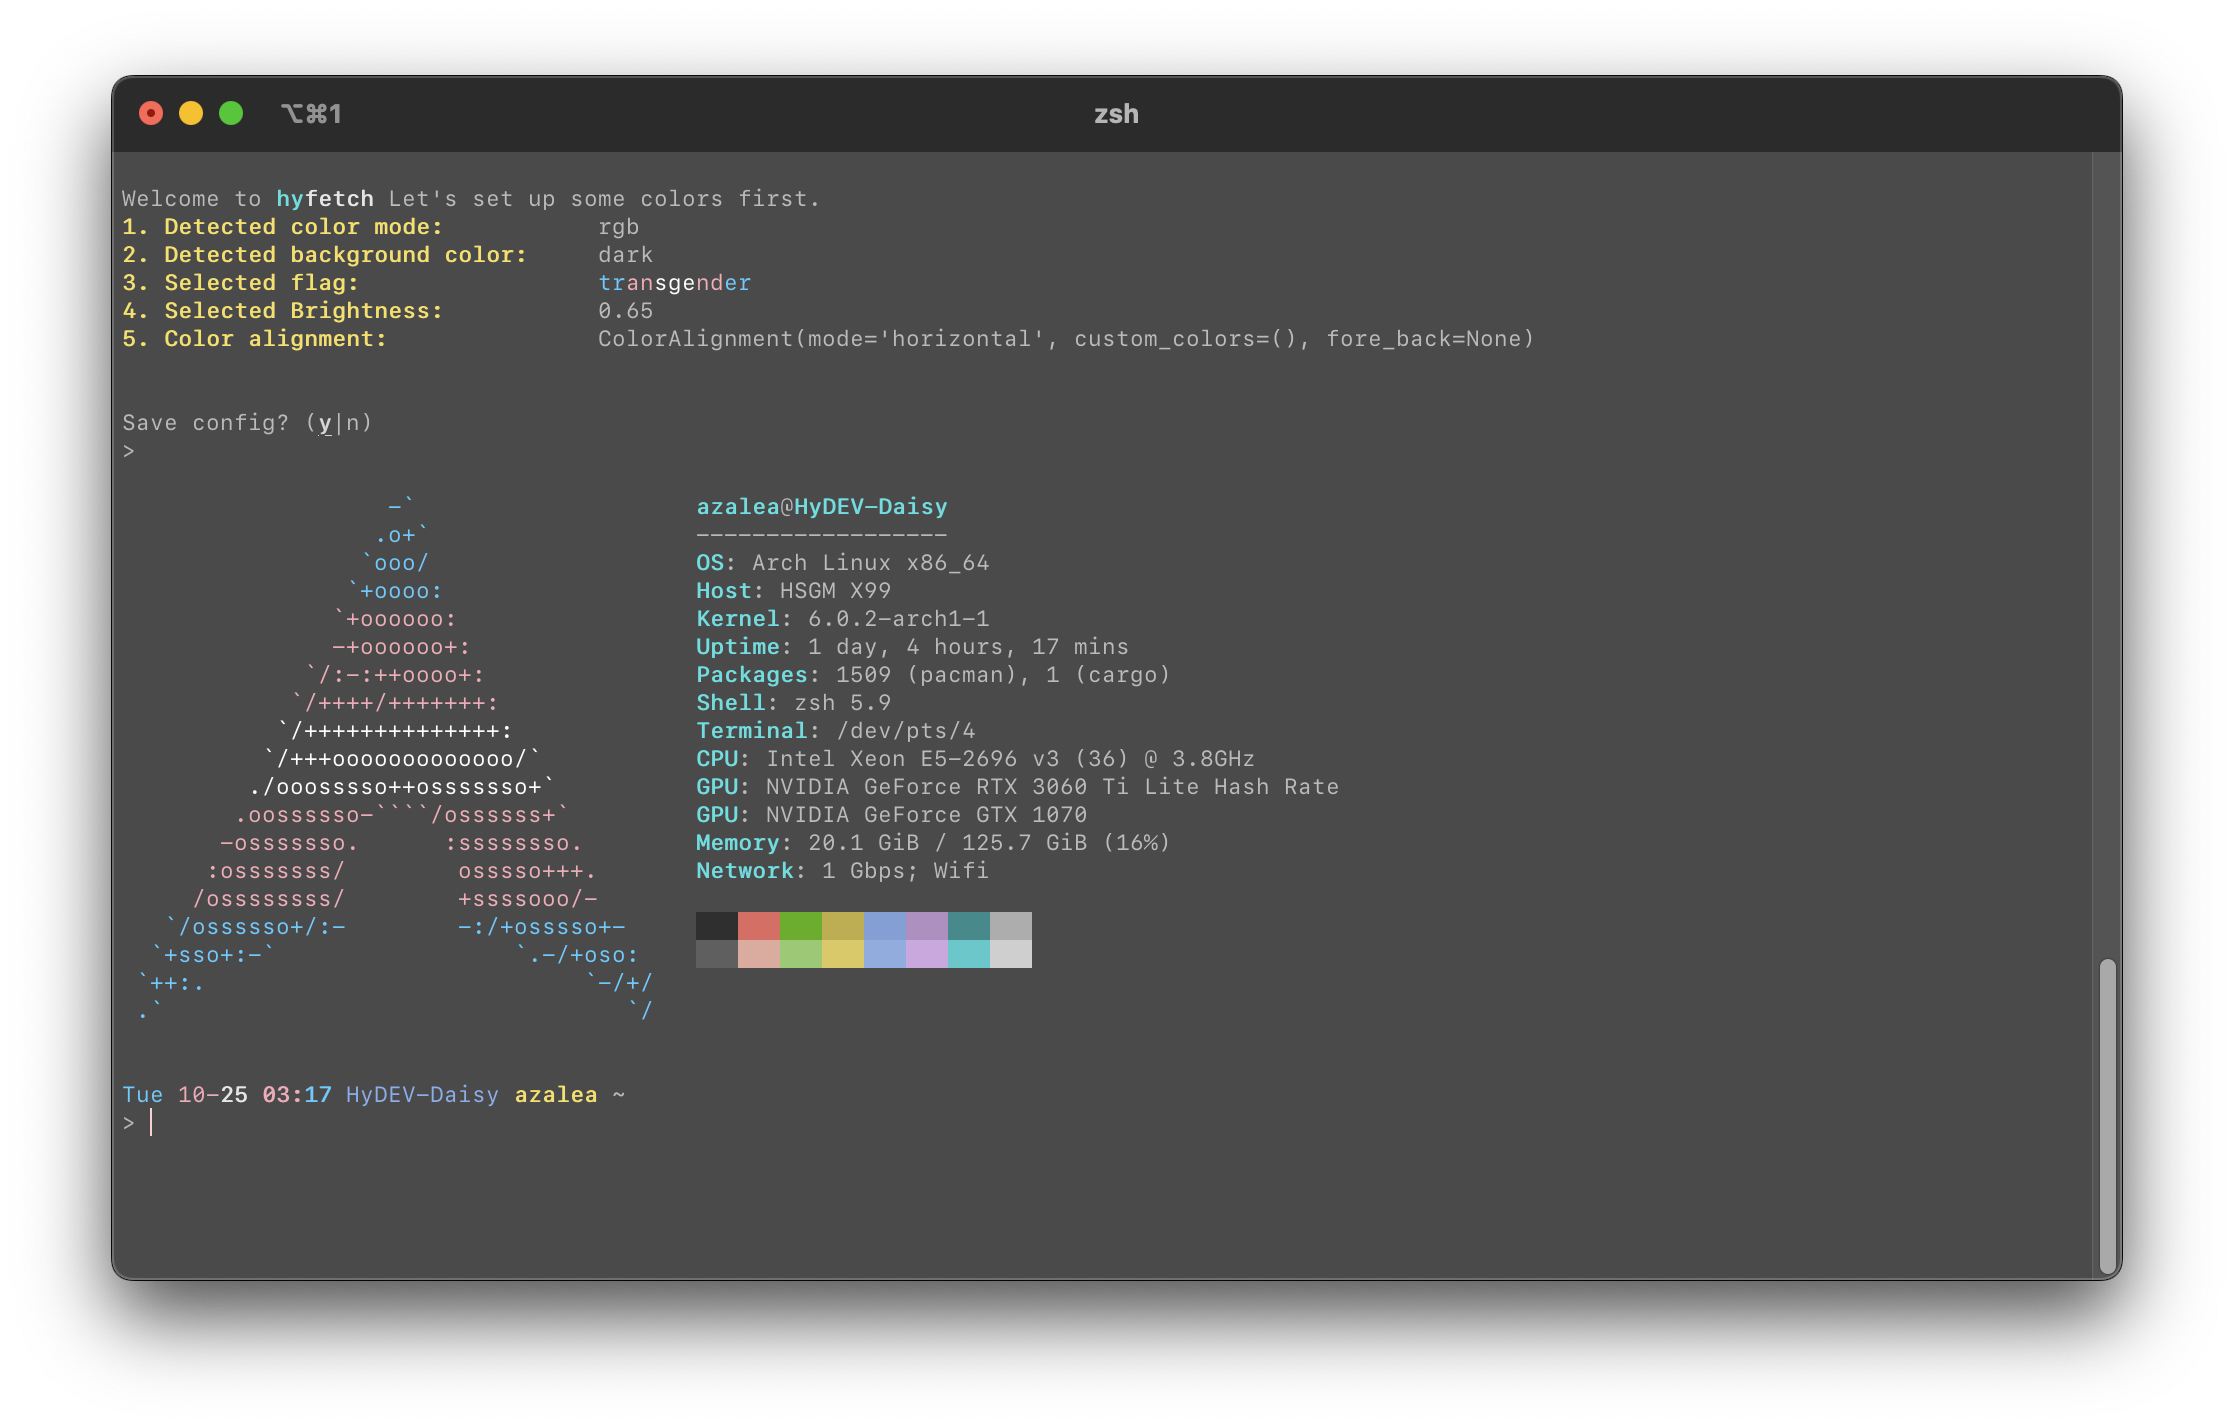 ⌥⌘1 zsh
Welcome to hyfetch Let's set up some colors first.
1. Detected color mode: rgb
2. Detected background color: dark
3. Selected flag: transgender
4. Selected Brightness: 0.65
5. Color alignment: ColorAlignment(mode='horizontal', custom_colors=(), fore_back=None)
Save config? (y|n)
>
-`
.o+` azalea@HyDEV-Daisy
------------------
`ooo/ OS: Arch Linux x86_64
`+oooo: Host: HSGM X99
`+oooooo: Kernel: 6.0.2-arch1-1
-+oooooo+: Uptime: 1 day, 4 hours, 17 mins
`/:-:++oooo+: Packages: 1509 (pacman), 1 (cargo)
`/++++/+++++++: Shell: zsh 5.9
`/++++++++++++++: Terminal: /dev/pts/4
`/+++ooooooooooooo/` CPU: Intel Xeon E5-2696 v3 (36) @ 3.8GHz
./ooosssso++osssssso+` GPU: NVIDIA GeForce RTX 3060 Ti Lite Hash Rate
.oossssso-````/ossssss+` GPU: NVIDIA GeForce GTX 1070
-osssssso. :ssssssso. Memory: 20.1 GiB / 125.7 GiB (16%)
:osssssss/ osssso+++. Network: 1 Gbps; Wifi
/ossssssss/ +ssssooo/-
`/ossssso+/:- -:/+osssso+-
`+sso+:-` `.-/+oso:
`++:. `-/+/
.` `/
Tue 10-25 03:17 HyDEV-Daisy azalea ~
>